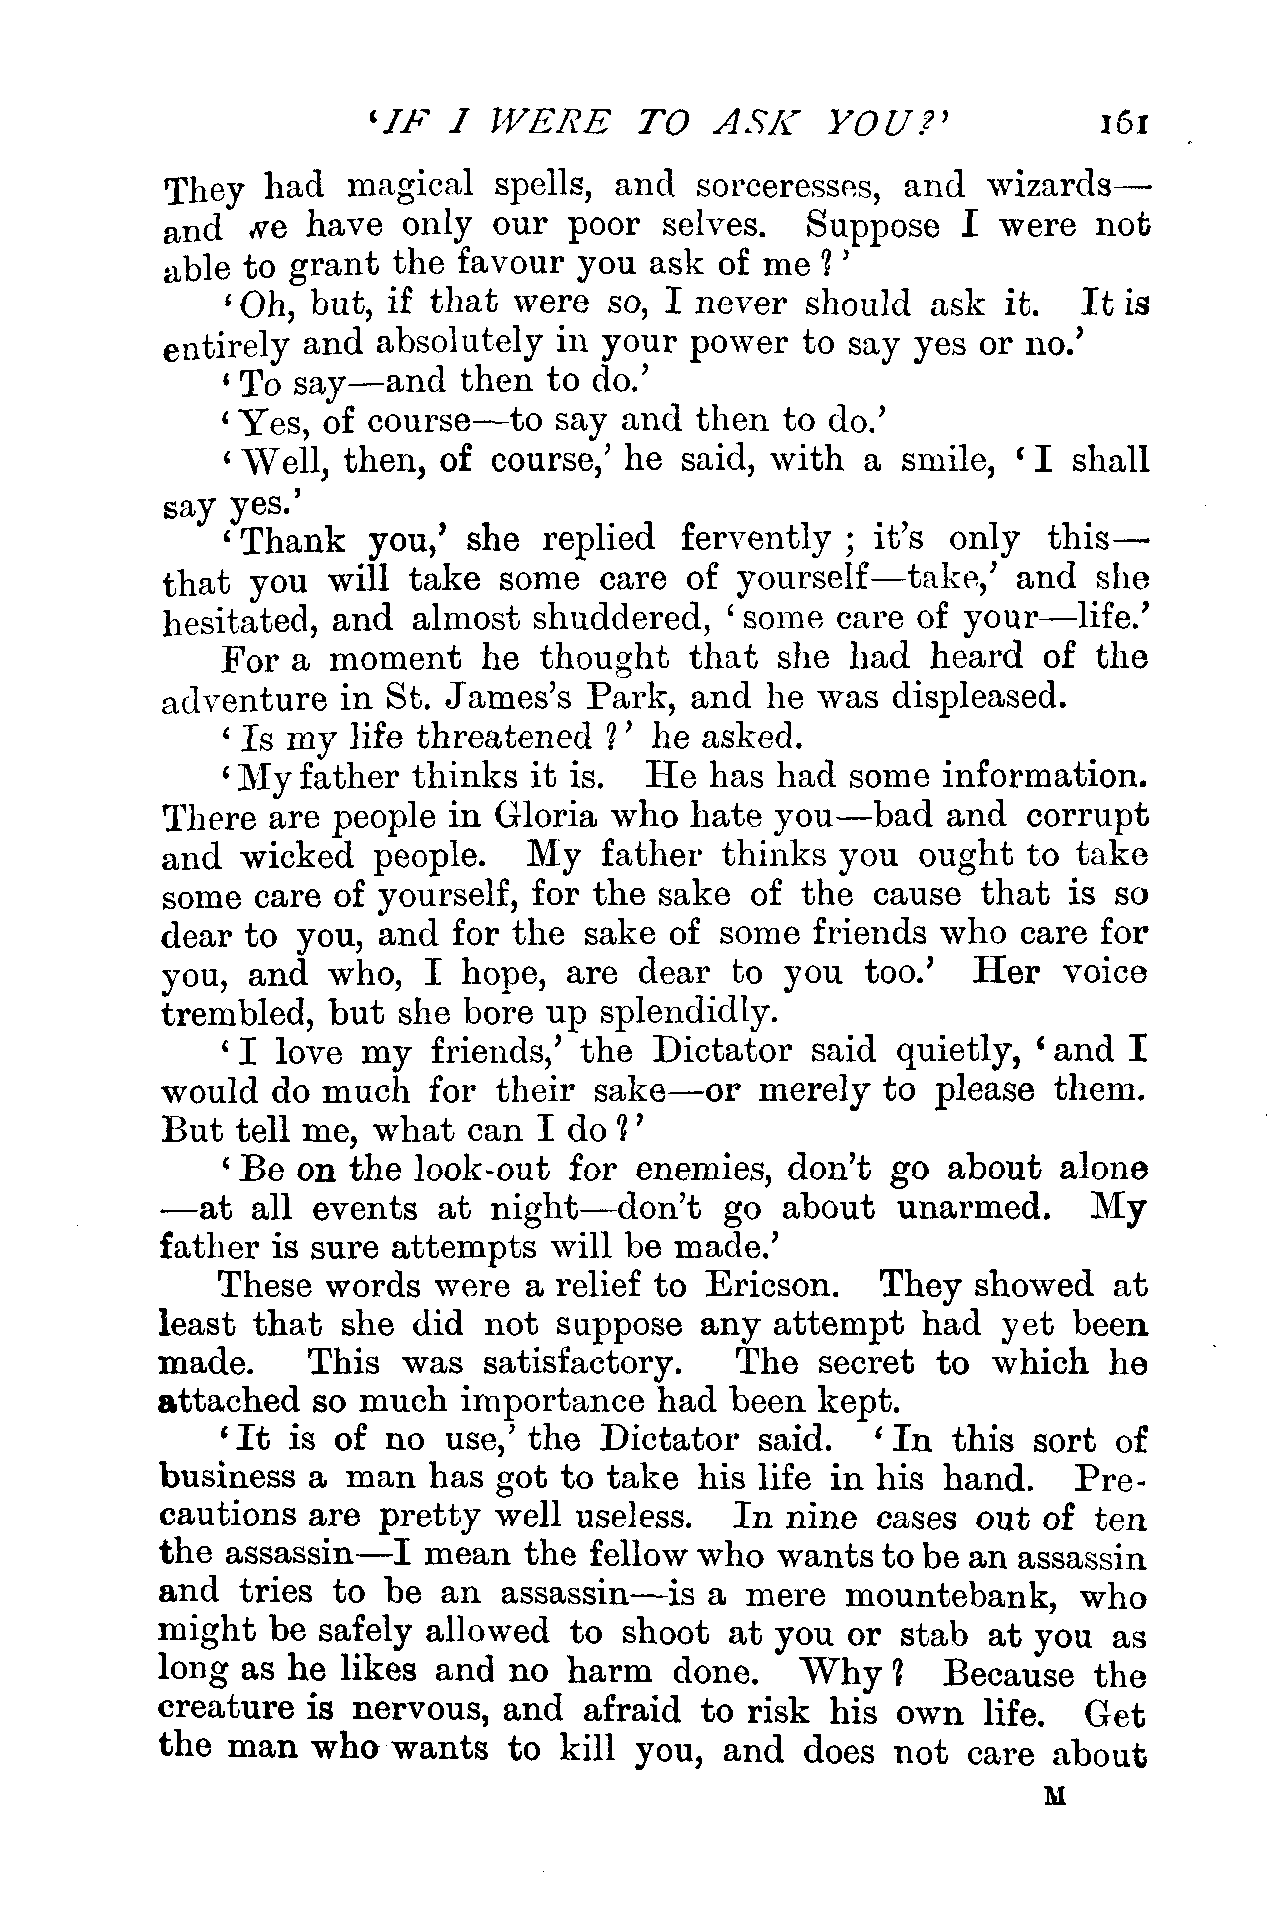 'IF I WERE TO ASK YOU?' 161
They had magical spells, and sorceresses, and wizards—
and we have only our poor selves. Suppose I were not
able to grant the favour you ask of me?'
'Oh, but, if that were so, I never should ask it. It is
entirely and absolutely in your power to say yes or no.'
'To say—and then to do.'
'Yes, of course—to say and then to do.'
'Well, then, of course,' he said, with a smile, 'I shall
say yes.'
'Thank you,' she replied fervently; it's only this—
that you will take some care of yourself—take,' and she
hesitated, and almost shuddered, 'some care of your—life.'
For a moment he thought that she had heard of the
adventure in St. James's Park, and he was displeased.
'Is my life threatened?' he asked.
'My father thinks it is. He has had some information.
There are people in Gloria who hate you—bad and corrupt
and wicked people. My father thinks you ought to take
some care of yourself, for the sake of the cause that is so
dear to you, and for the sake of some friends who care for
you, and who, I hope, are dear to you too.' Her voice
trembled, but she bore up splendidly.
'I love my friends,' the Dictator said quietly, 'and I
would do much for their sake—or merely to please them.
But tell me, what can I do?'
'Be on the look-out for enemies, don't go about alone
—at all events at night—don't go about unarmed. My
father is sure attempts will be made.'
These words were a relief to Ericson. They showed at
least that she did not suppose any attempt had yet been
made. This was satisfactory. The secret to which he
attached so much importance had been kept.
'It is of no use,' the Dictator said. 'In this sort of
business a man has got to take his life in his hand. Pre-
cautions are pretty well useless. In nine cases out of ten
the assassin—I mean the fellow who wants to be an assassin
and tries to be an assassin—is a mere mountebank, who
might be safely allowed to shoot at you or stab at you as
long as he likes and no harm done. Why? Because the
creature is nervous, and afraid to risk his own life. Get
the man who wants to kill you, and does not care about
M